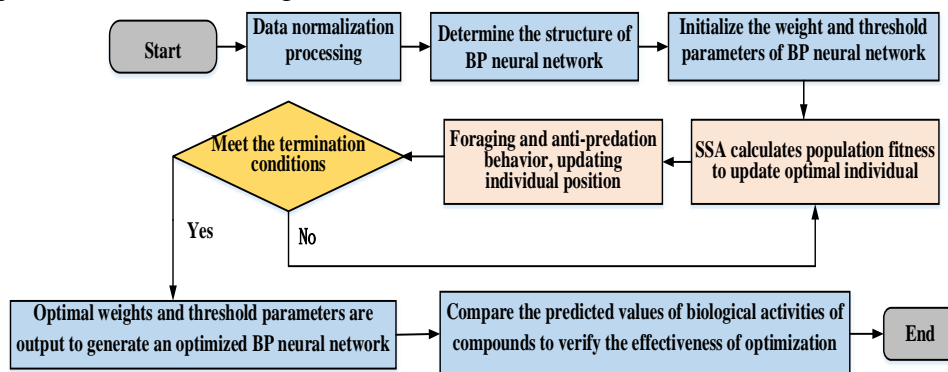 Start
Data normalization
processing
Determine the structure of
BP neural network
Initialize the weight and threshold
parameters of BP neural network
Meet the termination
conditions
Foraging and anti-predation
behavior, updating
individual position
SSA calculates population fitness
to update optimal individual
Yes
No
Optimal weights and threshold parameters are
output to generate an optimized BP neural network
Compare the predicted values of biological activities of
compounds to verify the effectiveness of optimization
End